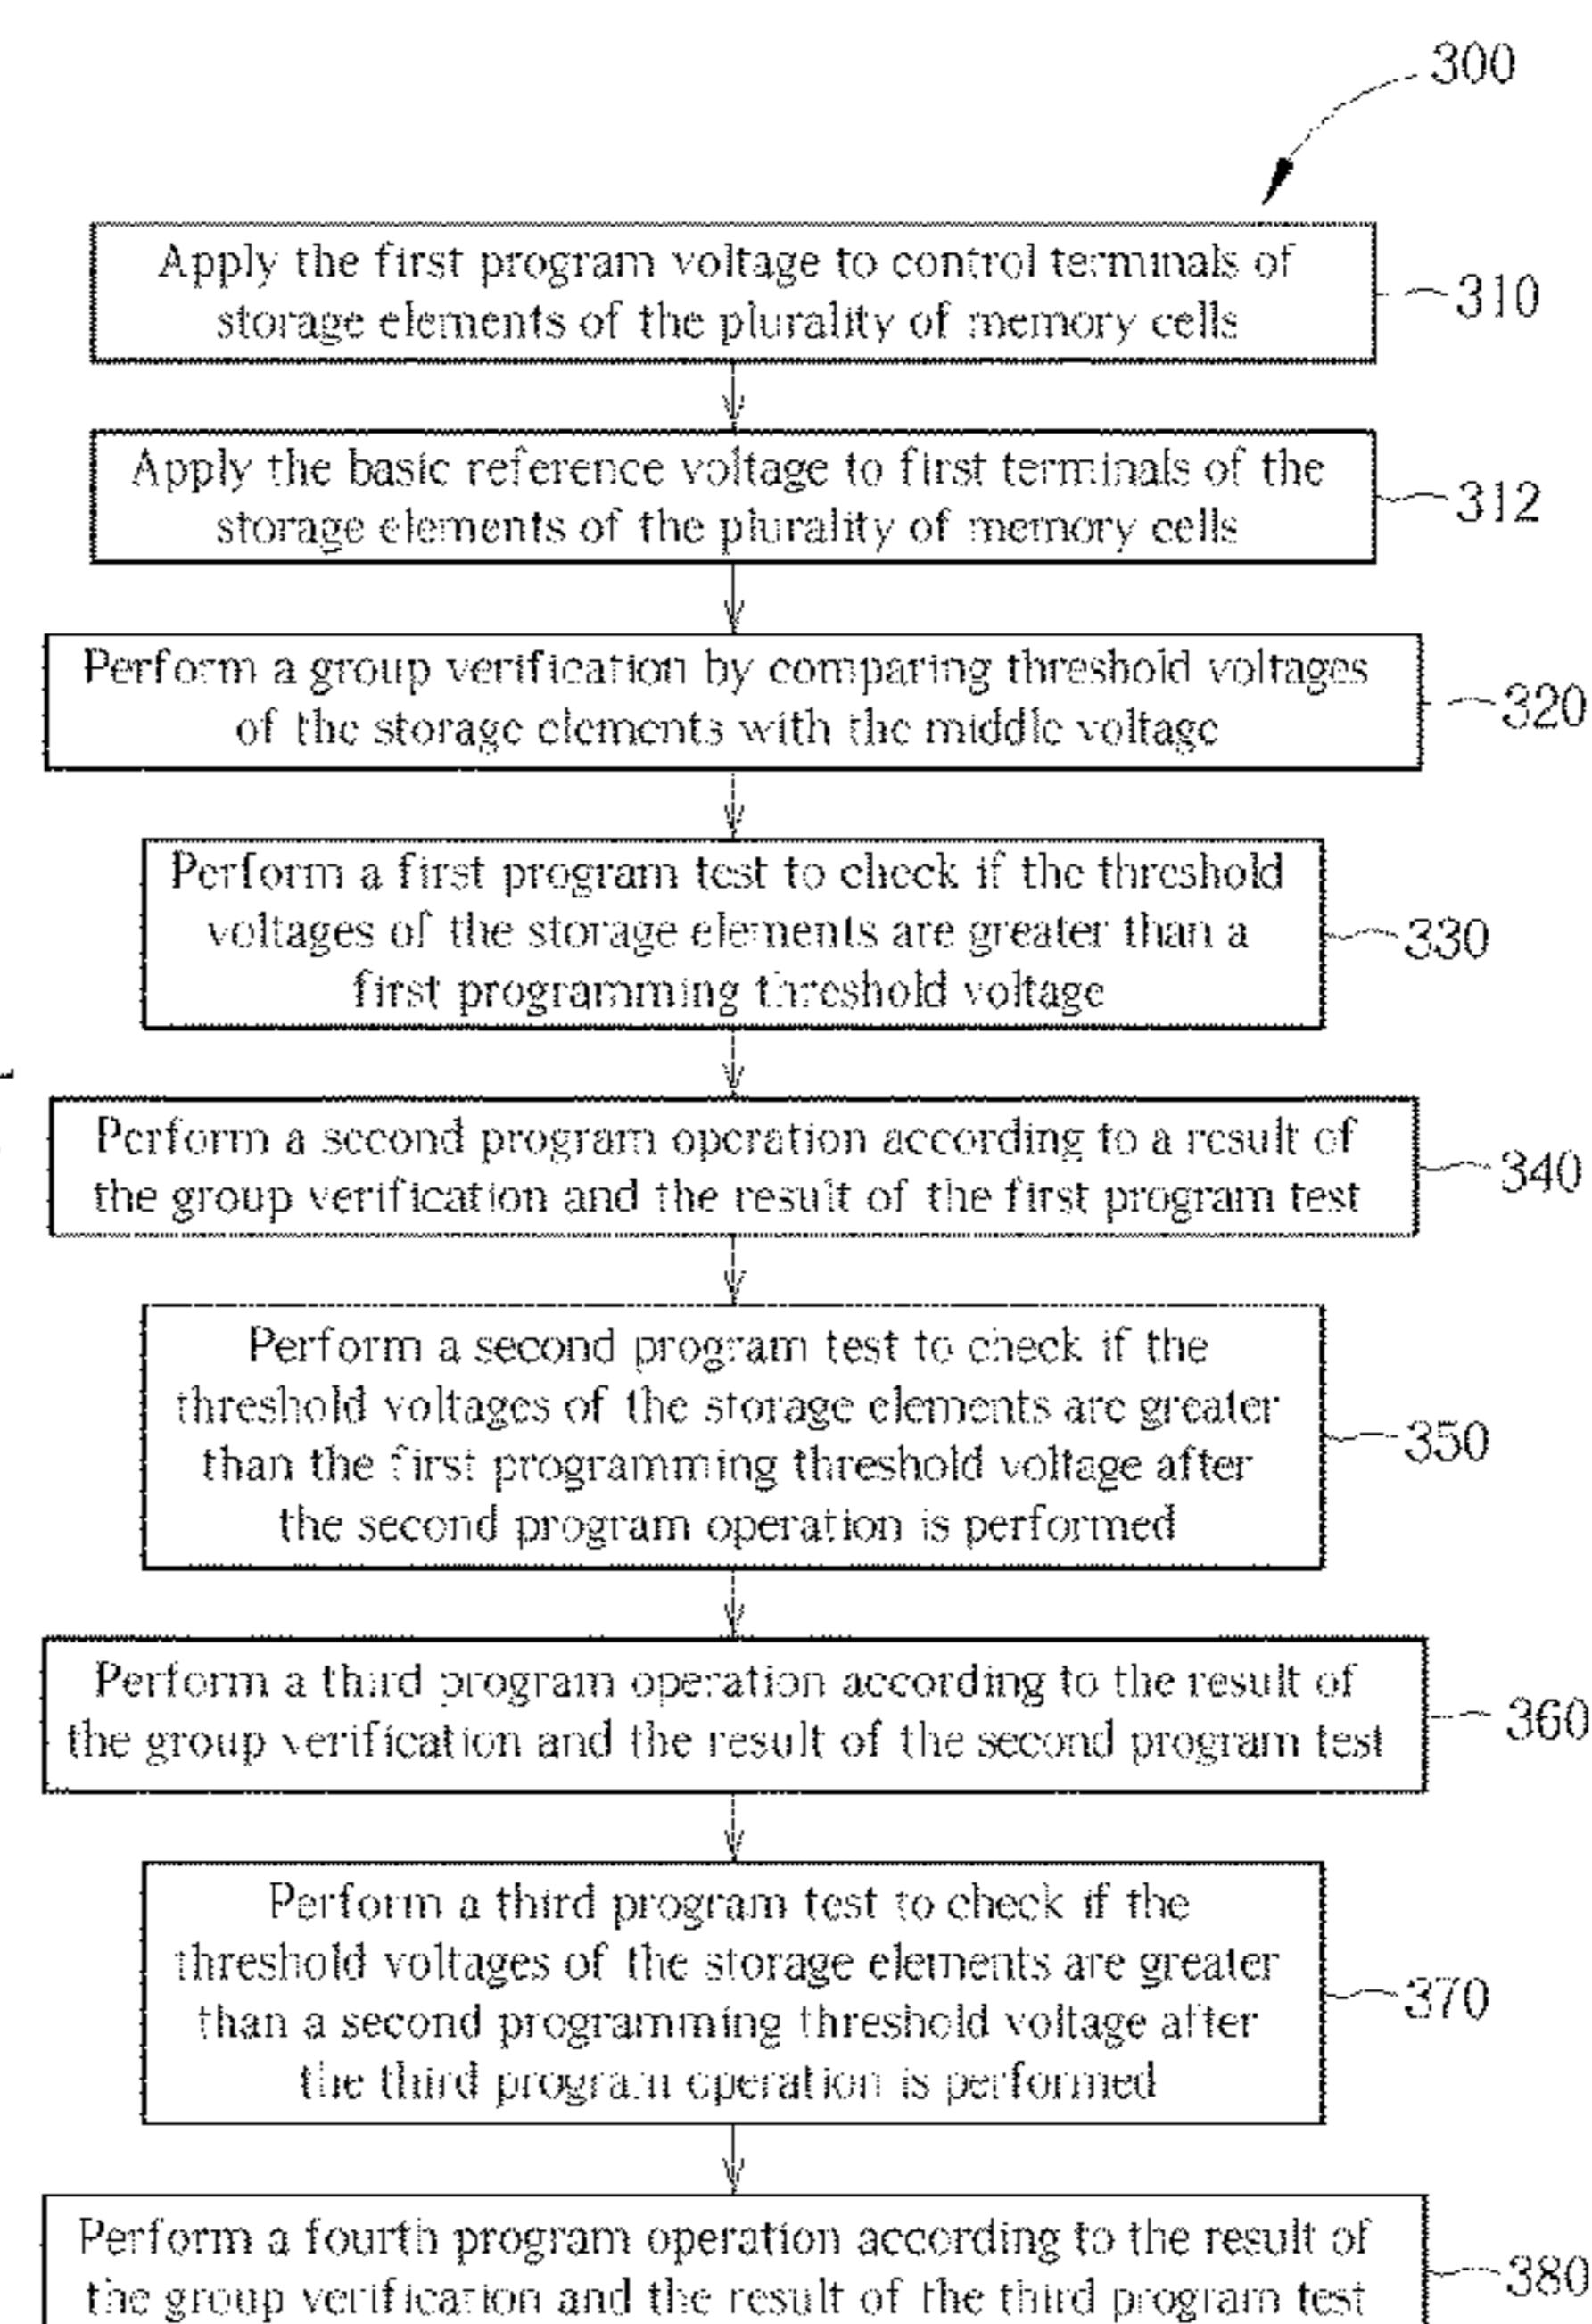 300
Apply the first program voltage to control terminals of
storage elements of the plurality of memory cells
310
Apply the basic reference voltage to first terminals of the
storage elements of the plurality of memory cells
312
Perform a group verification by comparing threshold voltages
of the storage elements with the middle voltage
320
Perform a first program test to check if the threshold
voltages of the storage elements are greater than a
first programming threshold voltage
330
Perform a second program operation according to a result of
the group verification and the result of the first program test
340
Perform a second program test to check if the
threshold voltages of the storage elements are greater
than the first programming threshold voltage after
the second program operation is performed
350
Perform a third program operation according to the result of
the group verification and the result of the second program test
360
Perform a third program test to check if the
threshold voltages of the storage elements are greater
than a second programming threshold voltage after
the third program operation is performed
370
Perform a fourth program operation according to the result of
the group verification and the result of the third program test
380